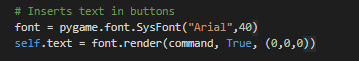 # Inserts text in buttons
font = pygame.font.SysFont("Arial",40)
self.text = font.render(command, True, (0,0,0))